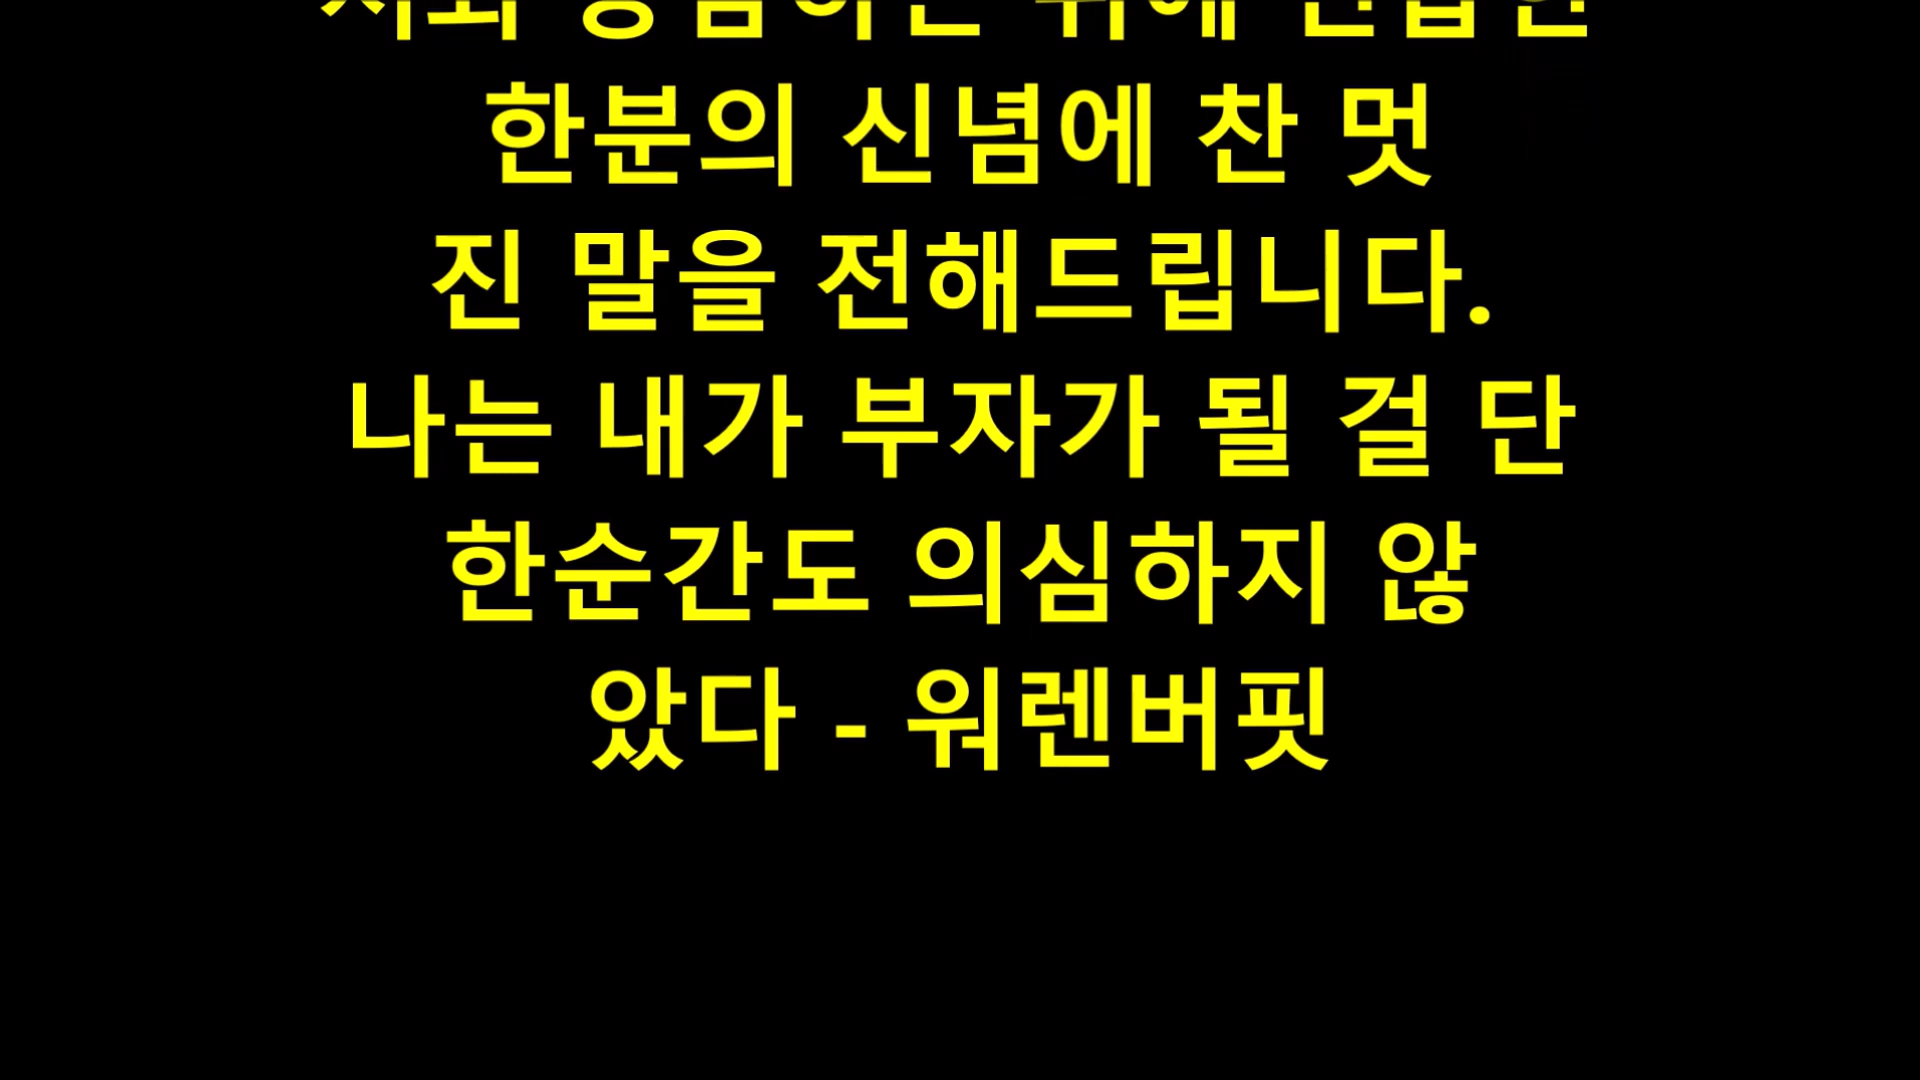 한분의 신념에 찬 멋
진 말을 전해드립니다.
나는 내가 부자가 될 걸 단
한순간도 의심하지 않
았다 - 워렌버핏